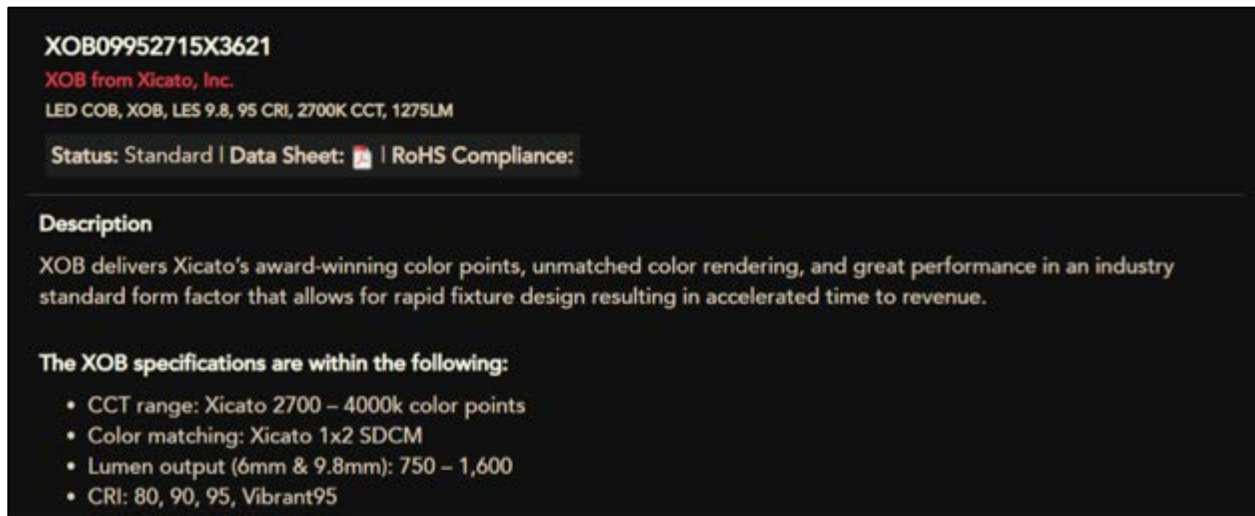 XOB09952715X3621
XOB from Xicato, Inc.
LED COB, XOB, LES 9.8, 95 CRI, 2700K CCT, 1275LM
Status: Standard | Data Sheet: | RoHS Compliance:
Description
XOB delivers Xicato's award-winning color points, unmatched color rendering, and great performance in an industry
standard form factor that allows for rapid fixture design resulting in accelerated time to revenue.
The XOB specifications are within the following:
• CCT range: Xicato 2700 – 4000k color points
• Color matching: Xicato 1x2 SDCM
• Lumen output (6mm & 9.8mm): 750 – 1,600
• CRI: 80, 90, 95, Vibrant95